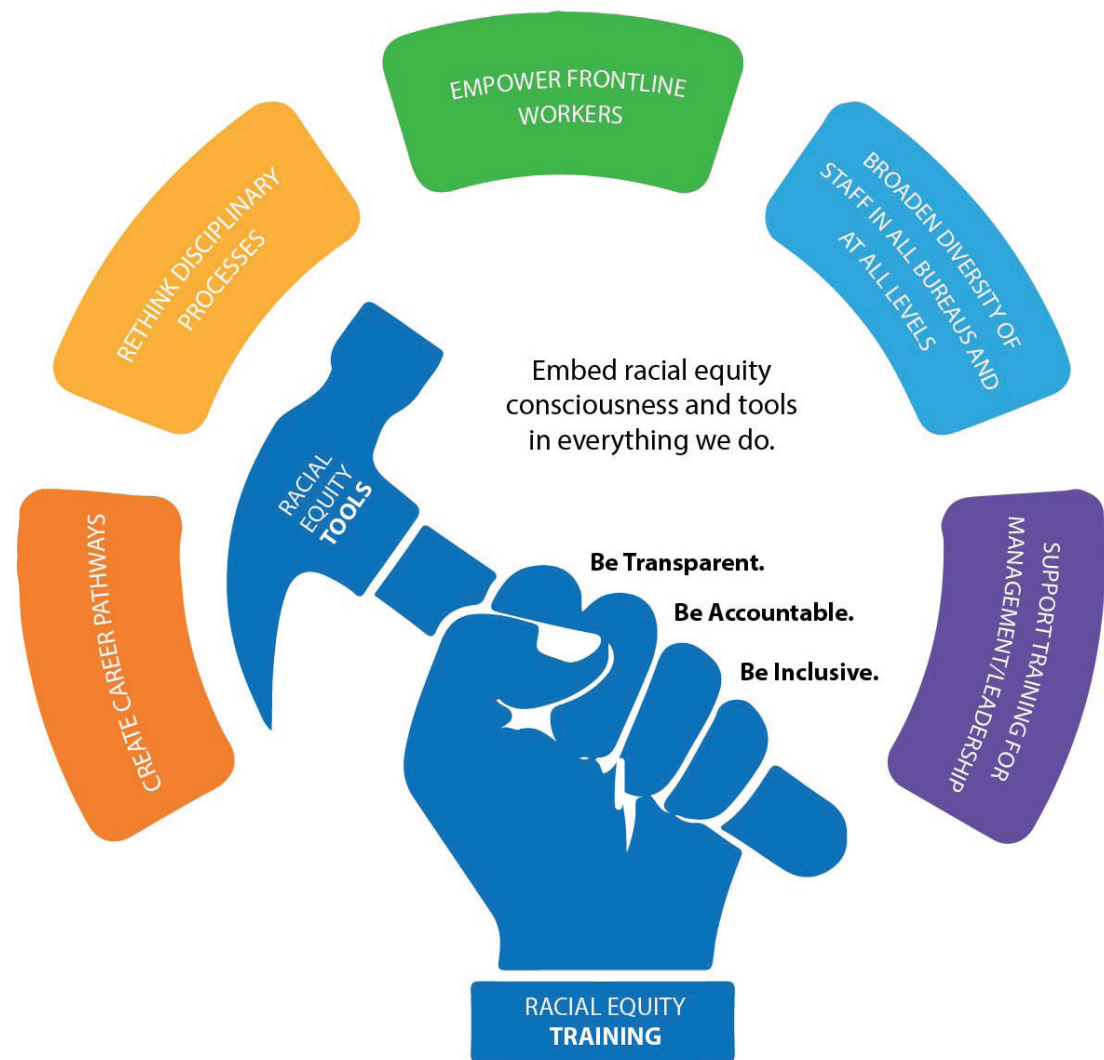 CREATE CAREER PATHWAYS
RETHINK DISCIPLINARY
PROCESSES
EMPOWER FRONTLINE
WORKERS
BROADEN DIVERSITY OF
STAFF IN ALL BUREAUS AND
AT ALL LEVELS
SUPPORT TRAINING FOR
MANAGEMENT/LEADERSHIP
Embed racial equity
consciousness and tools
in everything we do.
RACIAL
EQUITY
TOOLS
Be Transparent.
Be Accountable.
Be Inclusive.
RACIAL EQUITY
TRAINING